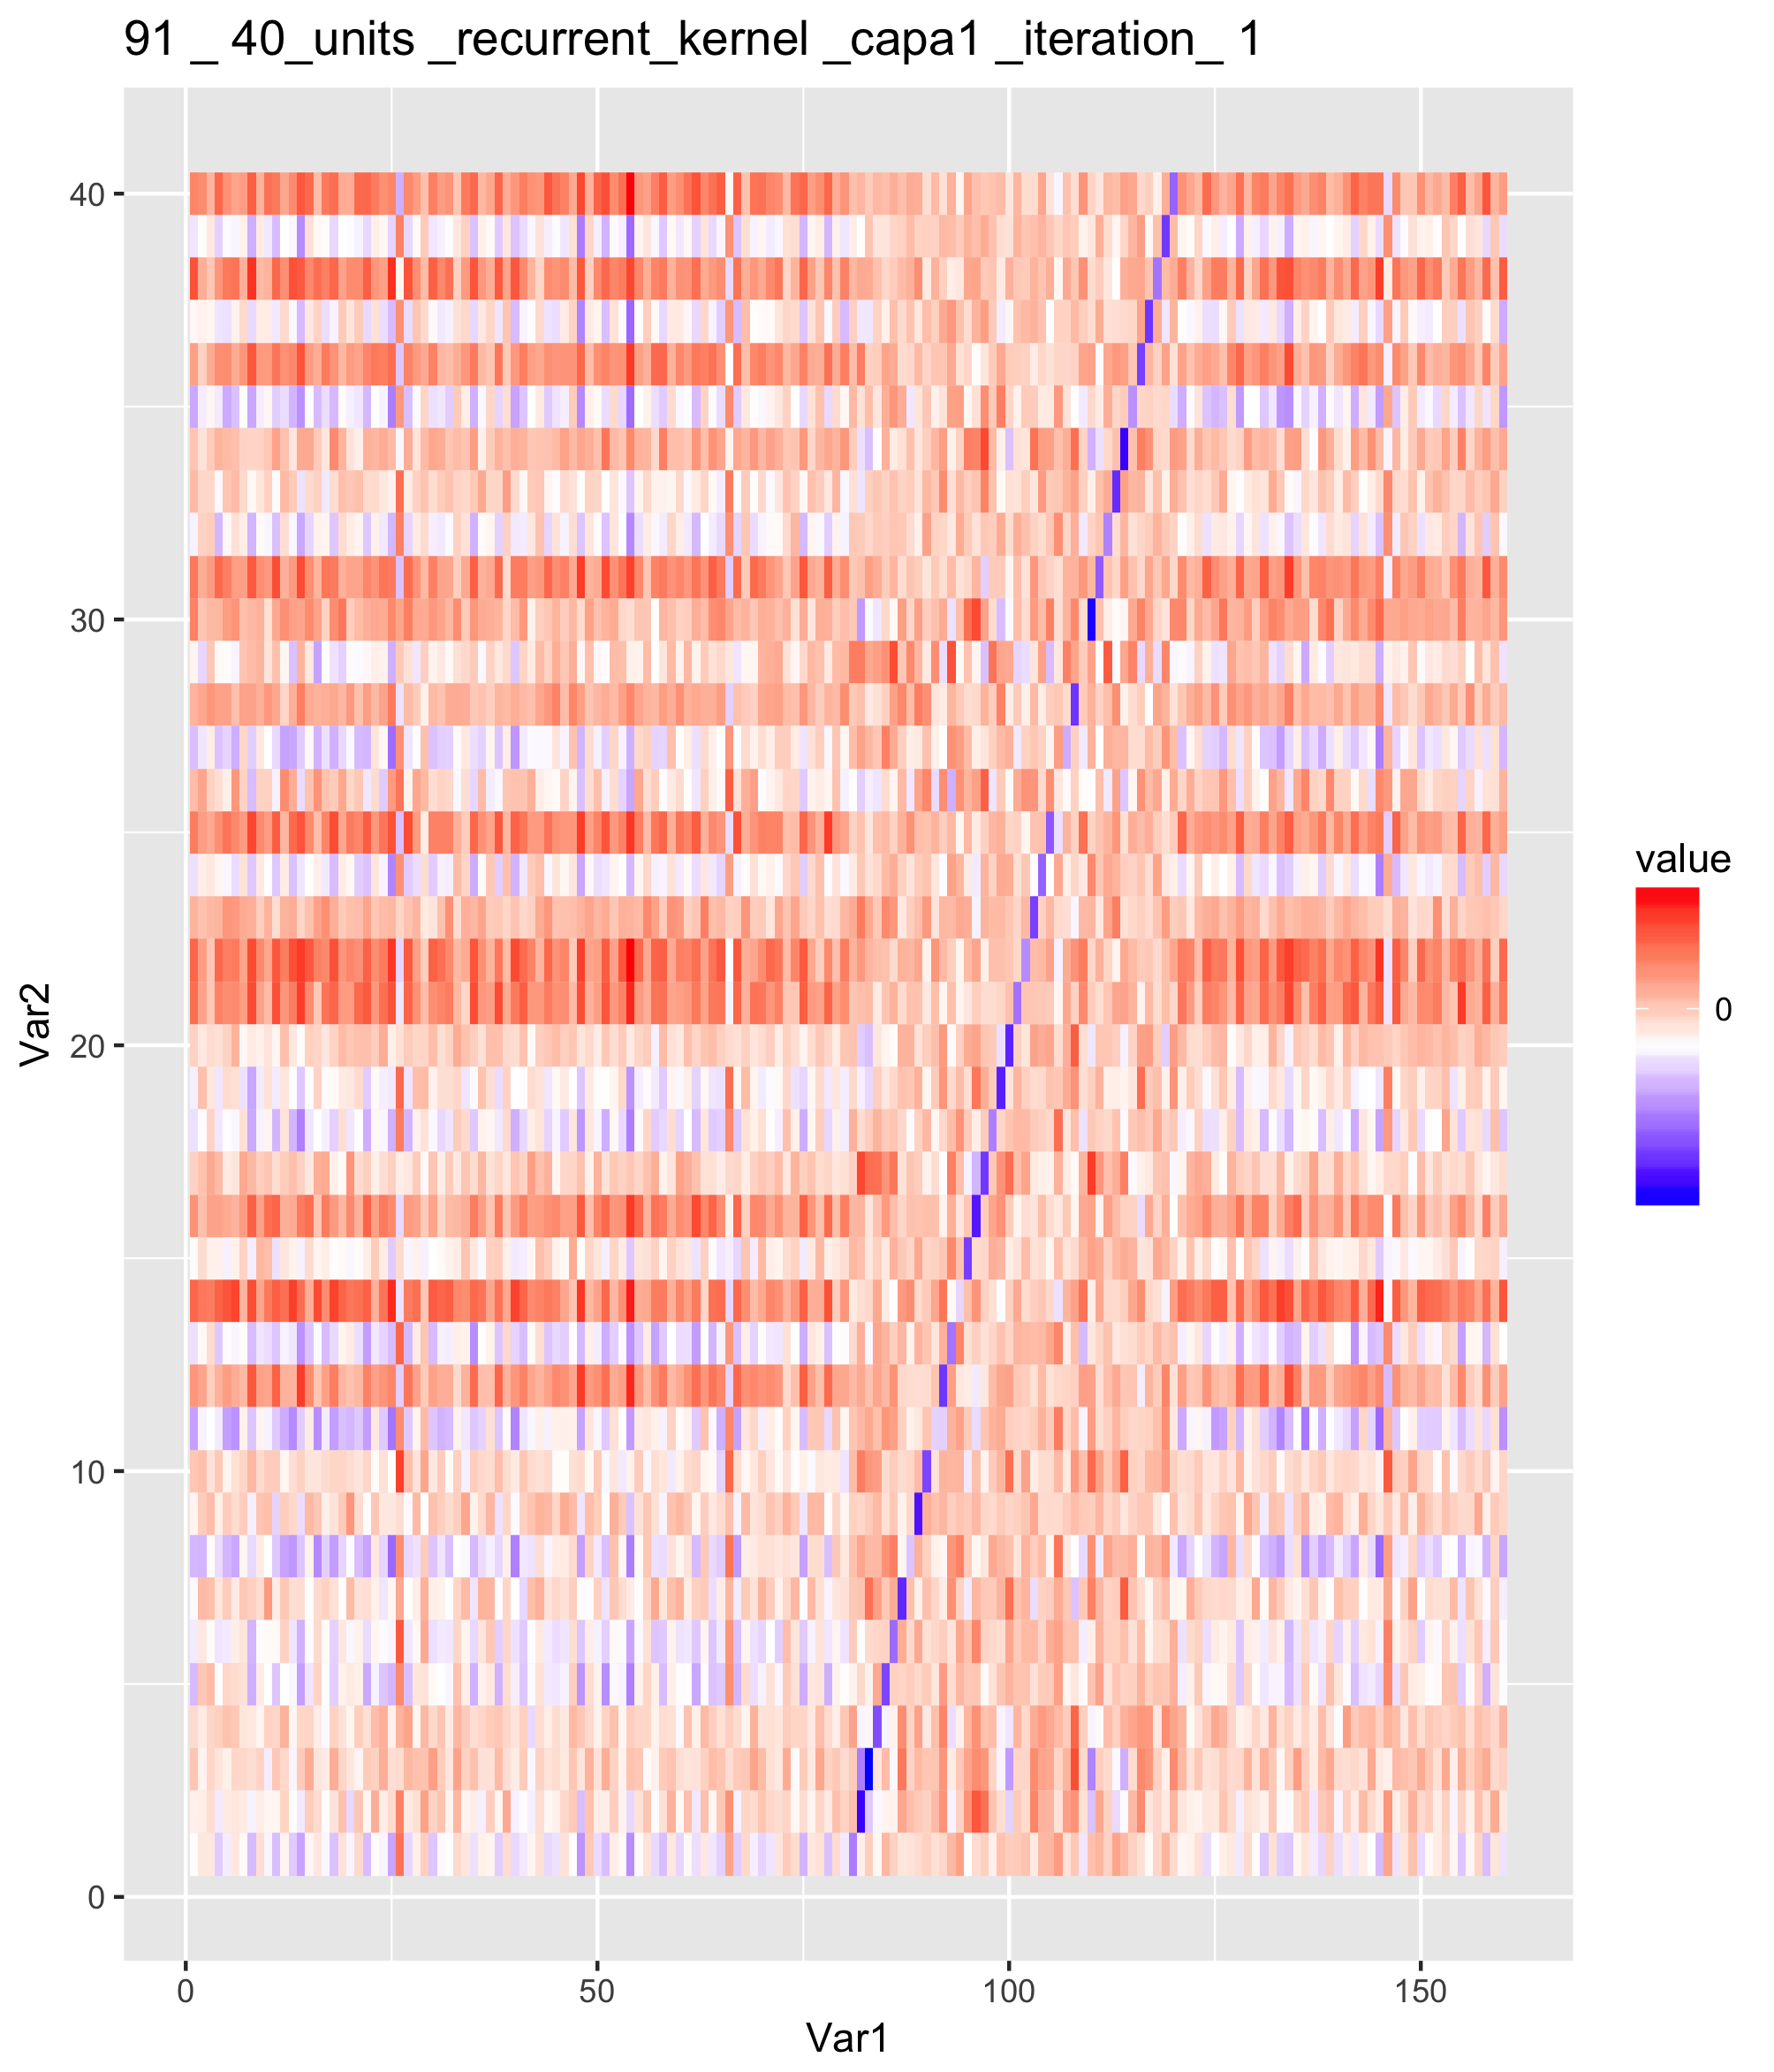 91 _ 40_units _recurrent_kernel _capa1 _iteration_ 1
40
30
20
10
0
Var2
0
50
100
150
Var1
value
0